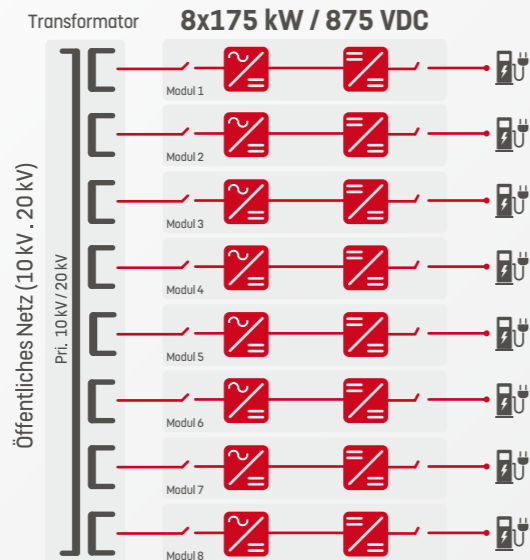 Transformator
8x175 kW / 875 VDC
Öffentliches Netz (10 kV . 20 kV)
Pri. 10 kV / 20 kV
Modul 1
Modul 2
Modul 3
Modul 4
Modul 5
Modul 6
Modul 7
Modul 8